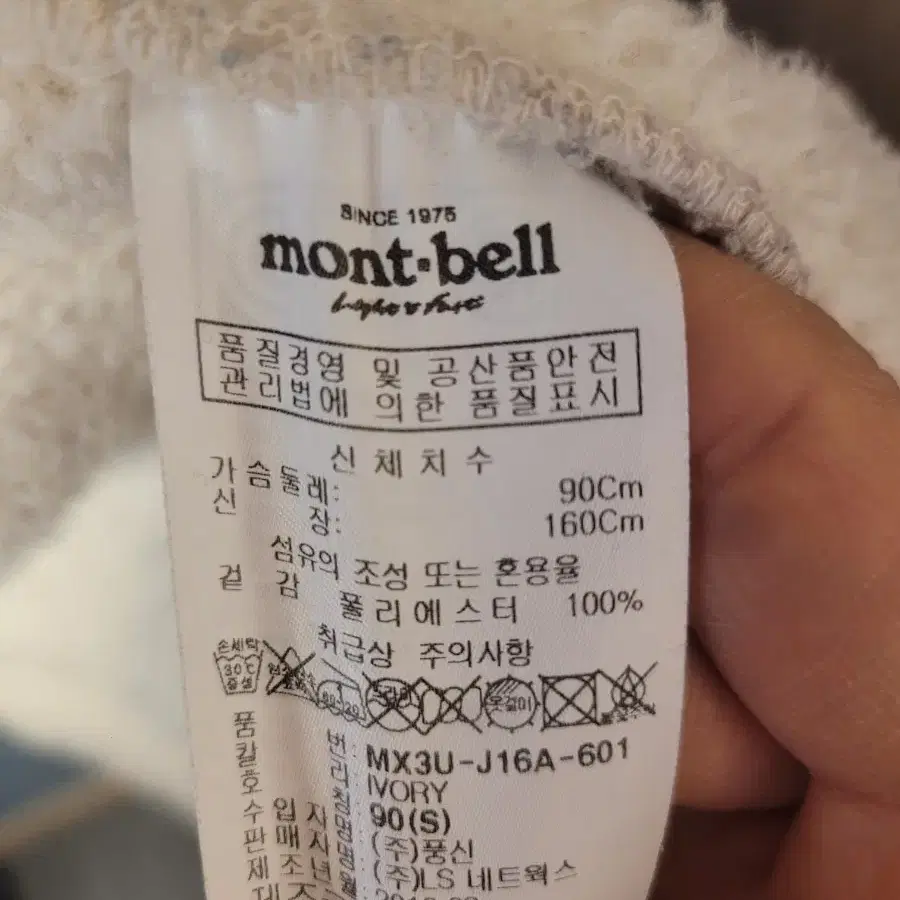 SINCE 1975
mont-bell
품질경영 및 공산품안전
관리법에 의한 품질표시
신체치수
가슴둘레: 90Cm
신 장: 160Cm
섬유의 조성 또는 혼용율
겉 감 폴리에스터 100%
취급상 주의사항
손세탁
30℃
중성
옷걸이
품 번: MX3U-J16A-601
칼 라: IVORY
호 칭: 90(S)
수 입 자 명: (주)풍신
판 매 자 명: (주)LS 네트웍스
제 조 년 월: